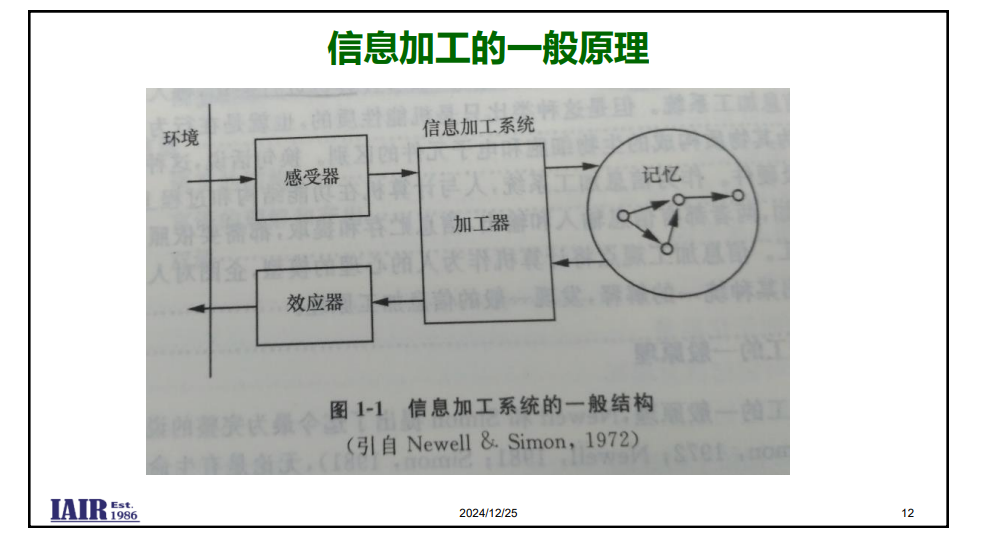 信息加工的一般原理
信息加工系统
环境
感受器
记忆
加工器
效应器
图 1-1 信息加工系统的一般结构
(引自 Newell & Simon, 1972)
IAIR Est. 1986
2024/12/25
12